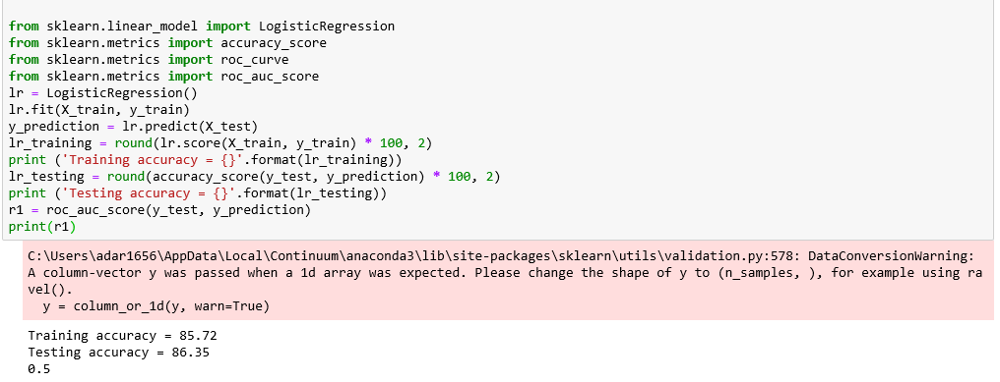 from sklearn.linear_model import LogisticRegression
from sklearn.metrics import accuracy_score
from sklearn.metrics import roc_curve
from sklearn.metrics import roc_auc_score
lr = LogisticRegression()
lr.fit(X_train, y_train)
y_prediction = lr.predict(X_test)
lr_training = round(lr.score(X_train, y_train) * 100, 2)
print ('Training accuracy = {}'.format(lr_training))
lr_testing = round(accuracy_score(y_test, y_prediction) * 100, 2)
print ('Testing accuracy = {}'.format(lr_testing))
r1 = roc_auc_score(y_test, y_prediction)
print(r1)
C:\Users\adar1656\AppData\Local\Continuum\anaconda3\lib\site-packages\sklearn\utils\validation.py:578: DataConversionWarning:
A column-vector y was passed when a 1d array was expected. Please change the shape of y to (n_samples, ), for example using ra
vel().
  y = column_or_1d(y, warn=True)
Training accuracy = 85.72
Testing accuracy = 86.35
0.5